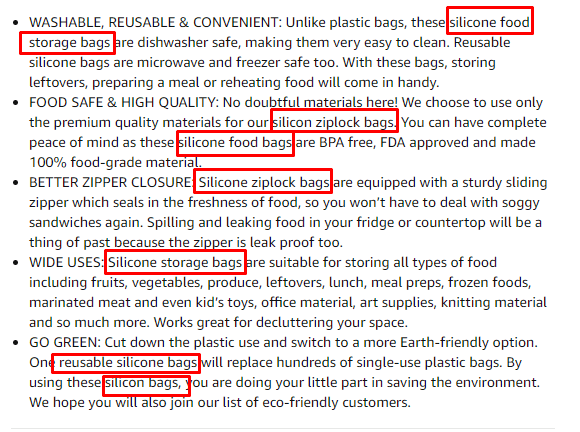 WASHABLE, REUSABLE & CONVENIENT: Unlike plastic bags, these silicone food
storage bags are dishwasher safe, making them very easy to clean. Reusable
silicone bags are microwave and freezer safe too. With these bags, storing
leftovers, preparing a meal or reheating food will come in handy.
FOOD SAFE & HIGH QUALITY: No doubtful materials here! We choose to use only
the premium quality materials for our silicon ziplock bags. You can have complete
peace of mind as these silicone food bags are BPA free, FDA approved and made
100% food-grade material.
BETTER ZIPPER CLOSURE: Silicone ziplock bags are equipped with a sturdy sliding
zipper which seals in the freshness of food, so you won't have to deal with soggy
sandwiches again. Spilling and leaking food in your fridge or countertop will be a
thing of past because the zipper is leak proof too.
WIDE USES: Silicone storage bags are suitable for storing all types of food
including fruits, vegetables, produce, leftovers, lunch, meal preps, frozen foods,
marinated meat and even kid's toys, office material, art supplies, knitting material
and so much more. Works great for decluttering your space.
GO GREEN: Cut down the plastic use and switch to a more Earth-friendly option.
One reusable silicone bags will replace hundreds of single-use plastic bags. By
using these silicon bags, you are doing your little part in saving the environment.
We hope you will also join our list of eco-friendly customers.